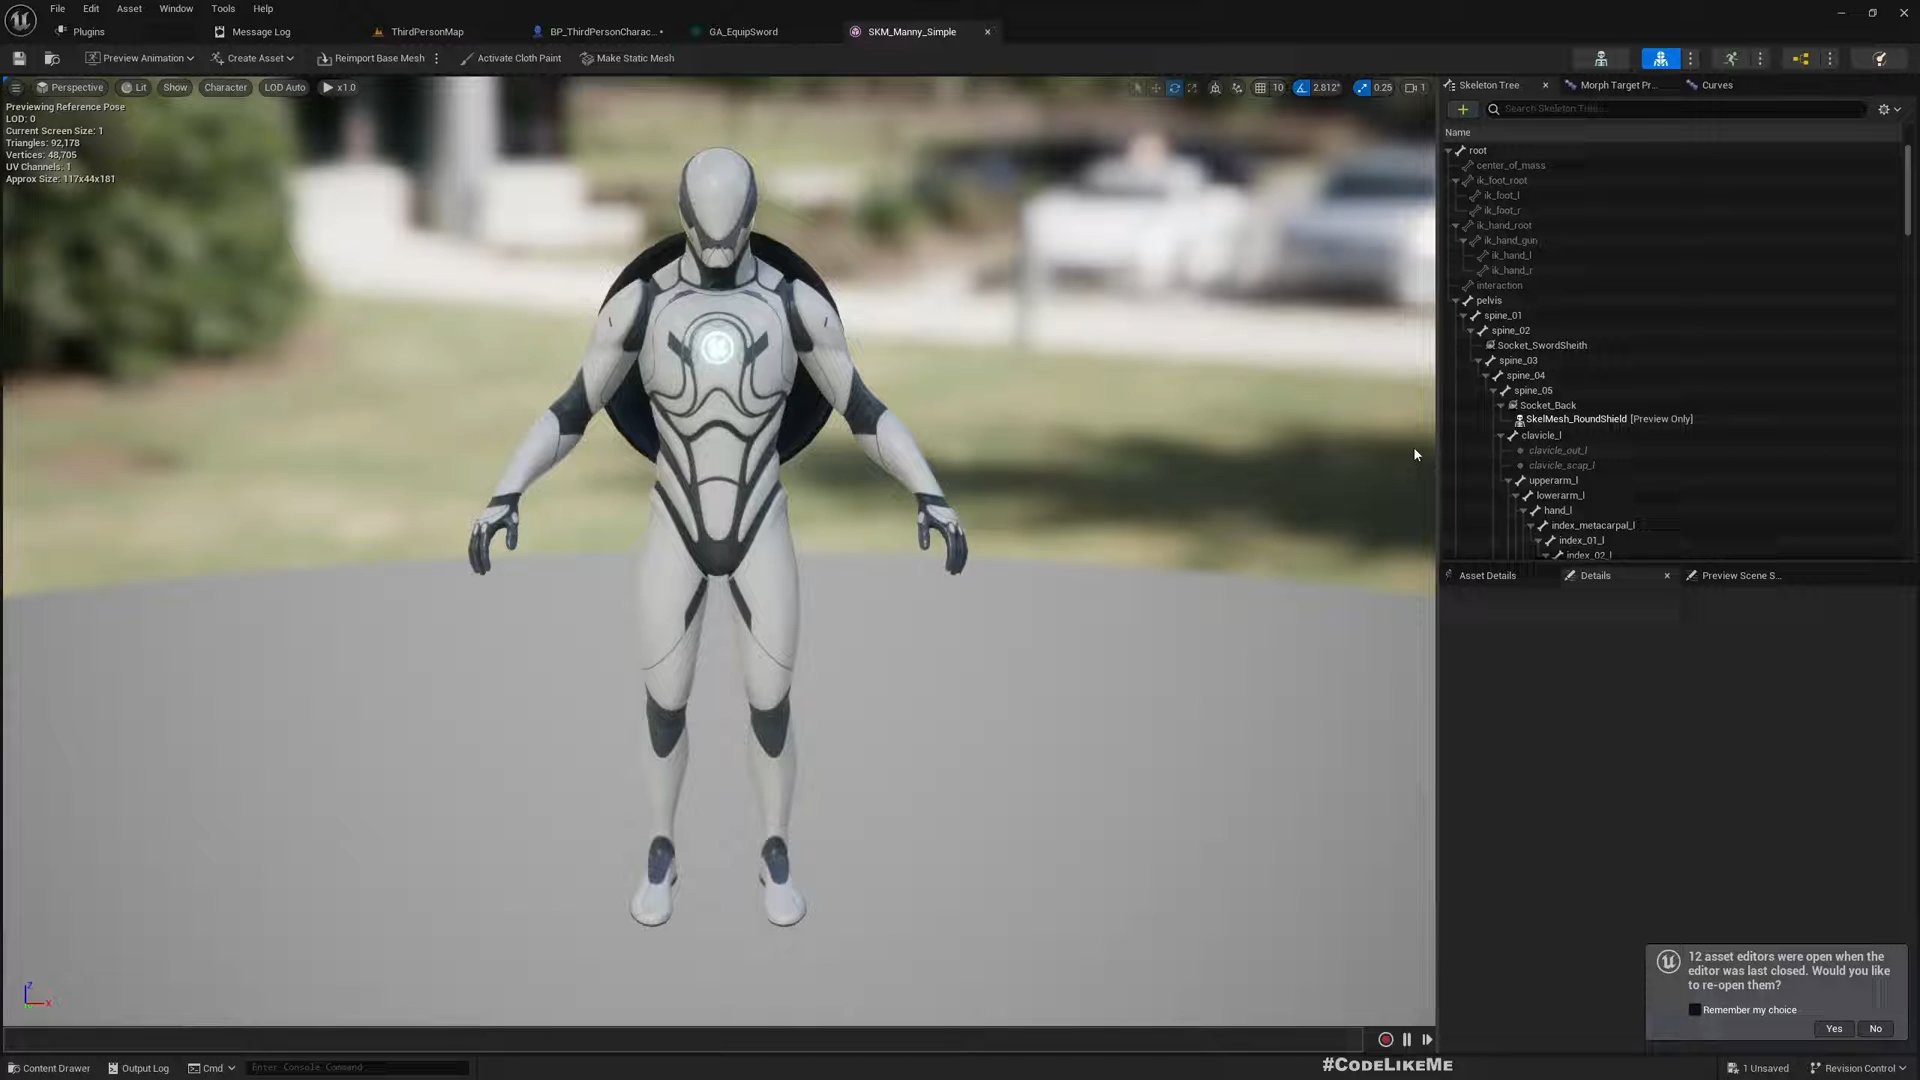 File Edit Asset Window Tools Help
Plugins Message Log ThirdPersonMap BP_ThirdPersonCharac... • GA_EquipSword SKM_Manny_Simple
Preview Animation Create Asset Reimport Base Mesh Activate Cloth Paint Make Static Mesh
Perspective Lit Show Character LOD Auto x1.0 10 2.812° 0.25 1
Previewing Reference Pose
LOD: 0
Current Screen Size: 1
Triangles: 92,178
Vertices: 48,705
UV Channels: 1
Approx Size: 117x44x181
Z
X
Skeleton Tree Morph Target Pr... Curves
Search Skeleton Tree...
Name
root
center_of_mass
ik_foot_root
ik_foot_l
ik_foot_r
ik_hand_root
ik_hand_gun
ik_hand_l
ik_hand_r
interaction
pelvis
spine_01
spine_02
Socket_SwordSheith
spine_03
spine_04
spine_05
Socket_Back
SkelMesh_RoundShield [Preview Only]
clavicle_l
clavicle_out_l
clavicle_scap_l
upperarm_l
lowerarm_l
hand_l
index_metacarpal_l
index_01_l
index_02_l
Asset Details Details Preview Scene S...
12 asset editors were open when the
editor was last closed. Would you like
to re-open them?
Remember my choice
Yes No
Content Drawer Output Log Cmd Enter Console Command
#CodeLikeMe
1 Unsaved Revision Control